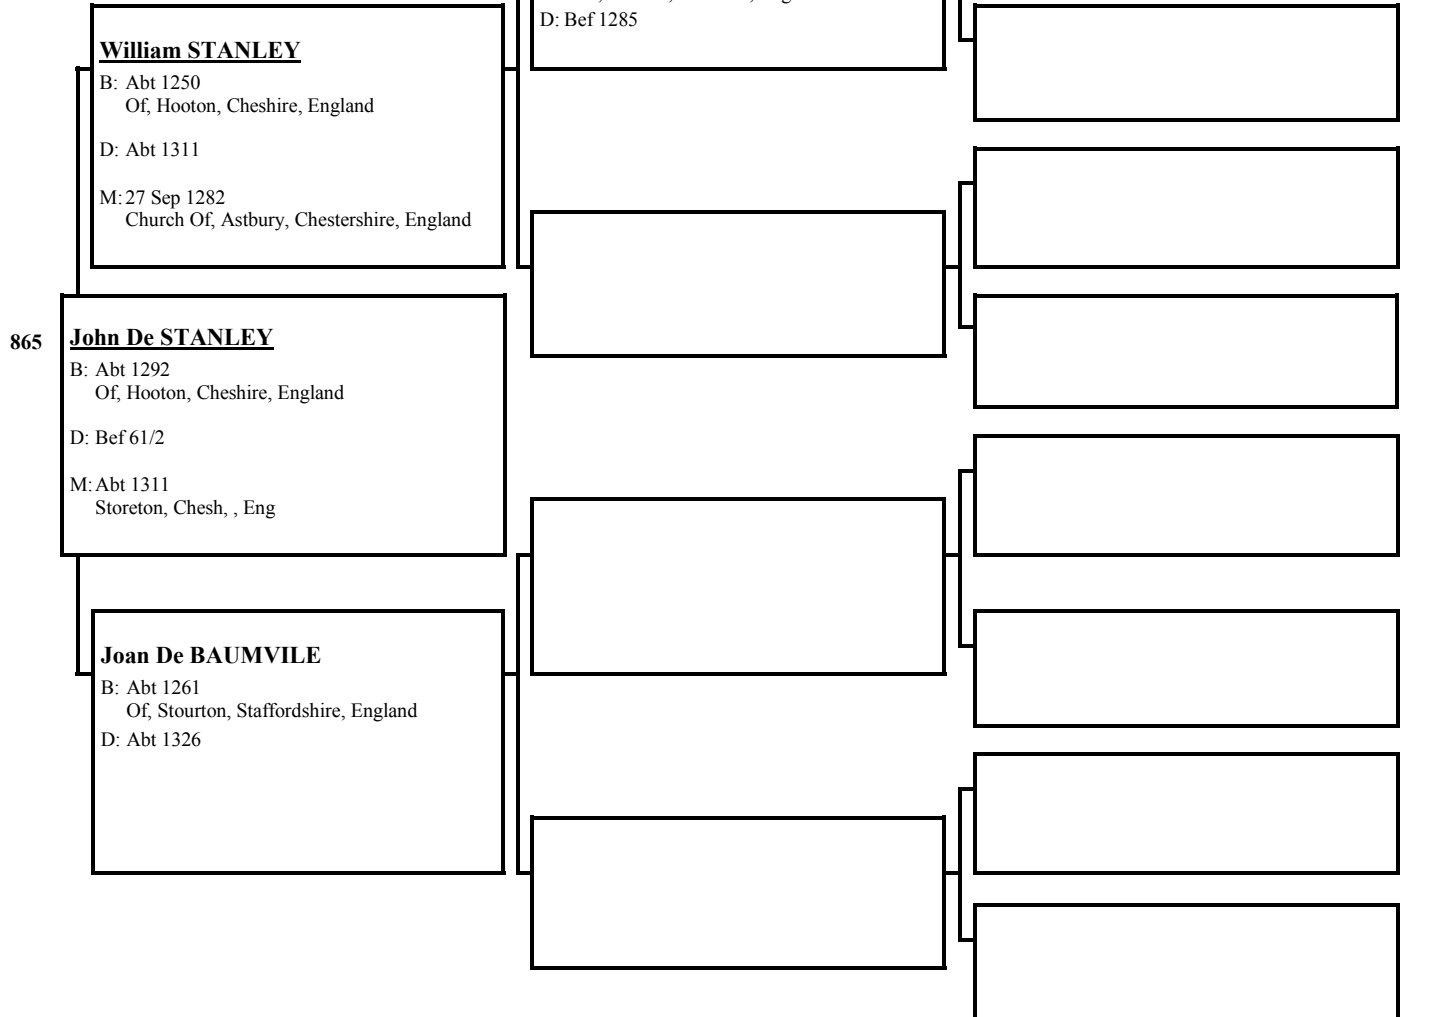 D: Bef 1285
William STANLEY
B: Abt 1250
Of, Hooton, Cheshire, England
D: Abt 1311
M: 27 Sep 1282
Church Of, Astbury, Chestershire, England
865
John De STANLEY
B: Abt 1292
Of, Hooton, Cheshire, England
D: Bef 61/2
M: Abt 1311
Storeton, Chesh, , Eng
Joan De BAUMVILE
B: Abt 1261
Of, Stourton, Staffordshire, England
D: Abt 1326